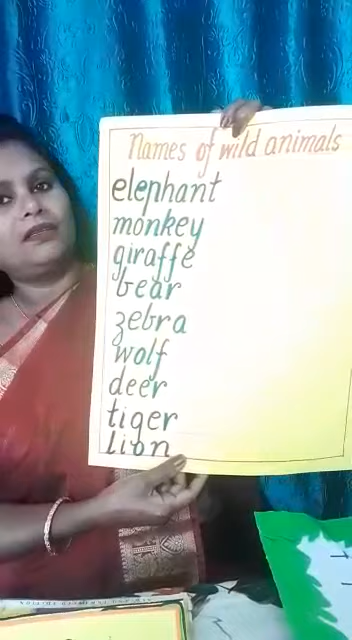 Names of wild animals
elephant
monkey
giraffe
bear
zebra
wolf
deer
tiger
lion